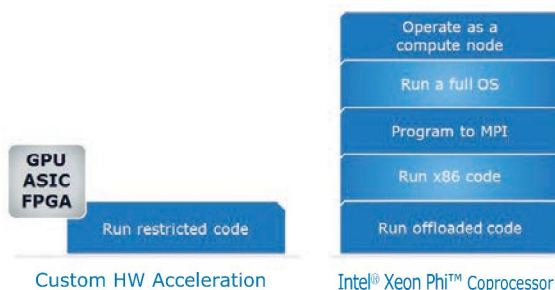 GPU
ASIC
FPGA
Run restricted code
Custom HW Acceleration
Operate as a
compute node
Run a full OS
Program to MPI
Run x86 code
Run offloaded code
Intel® Xeon Phi™ Coprocessor